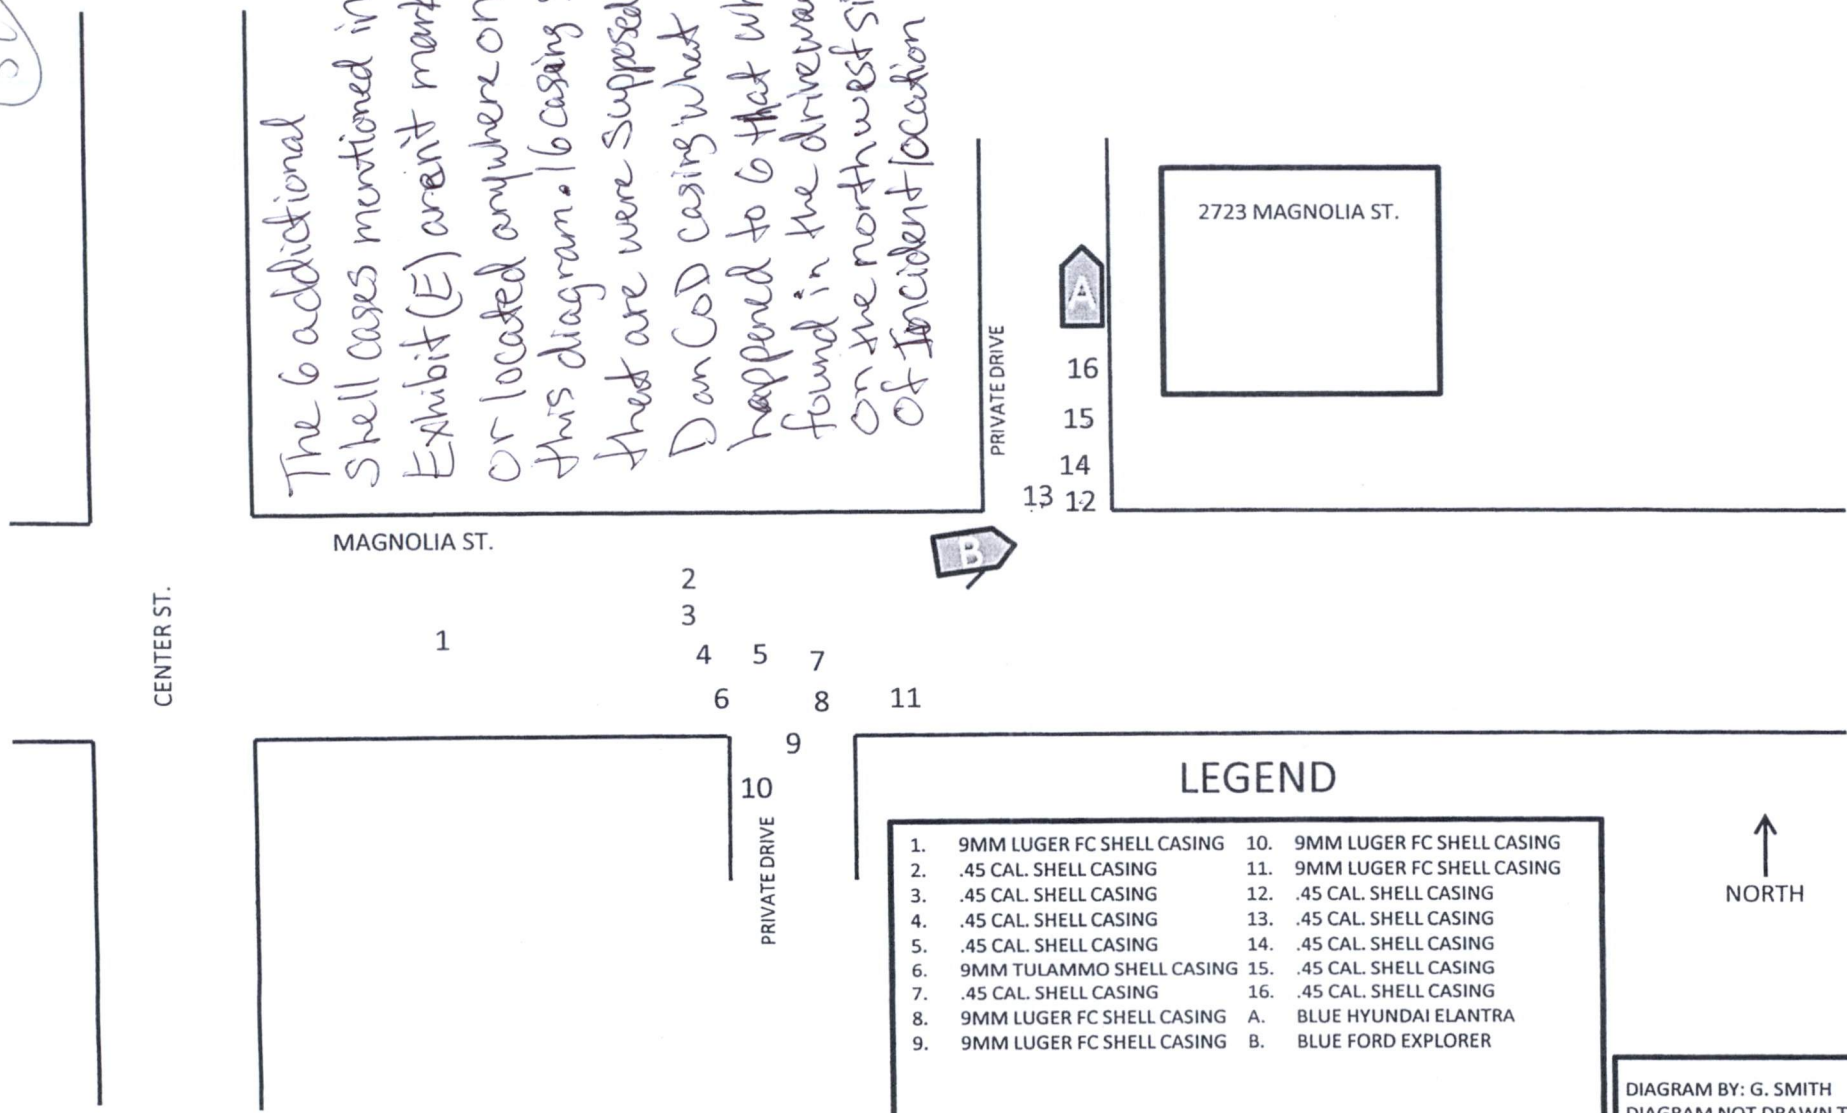 The 6 addictional
Shell cases mentioned in
Exhibit (E) aren't mark
or located anywhere on
this diagram. 16 casing
that are were supposed
Dan CoD casing what
happened to 6 that wh
found in the driveway
on the northwest si
of Incident location
2723 MAGNOLIA ST.
A
PRIVATE DRIVE
16
15
14
13 12
MAGNOLIA ST.
B
CENTER ST.
2
3
1
4 5 7
6 8 11
9
10
PRIVATE DRIVE
LEGEND
1. 9MM LUGER FC SHELL CASING
2. .45 CAL. SHELL CASING
3. .45 CAL. SHELL CASING
4. .45 CAL. SHELL CASING
5. .45 CAL. SHELL CASING
6. 9MM TULAMMO SHELL CASING
7. .45 CAL. SHELL CASING
8. 9MM LUGER FC SHELL CASING
9. 9MM LUGER FC SHELL CASING
10. 9MM LUGER FC SHELL CASING
11. 9MM LUGER FC SHELL CASING
12. .45 CAL. SHELL CASING
13. .45 CAL. SHELL CASING
14. .45 CAL. SHELL CASING
15. .45 CAL. SHELL CASING
16. .45 CAL. SHELL CASING
A. BLUE HYUNDAI ELANTRA
B. BLUE FORD EXPLORER
NORTH
DIAGRAM BY: G. SMITH
DIAGRAM NOT DRAWN T